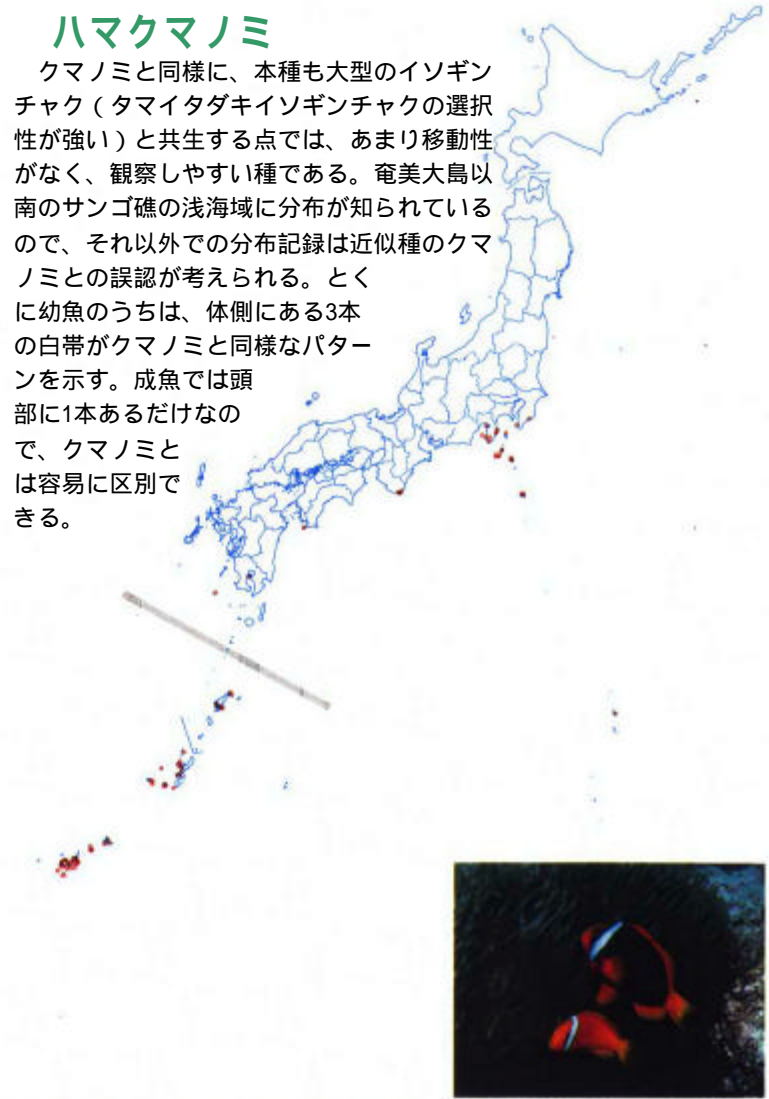 ハマクマノミ
　クマノミと同様に、本種も大型のイソギン
チャク（タマイタダキイソギンチャクの選択
性が強い）と共生する点では、あまり移動性
がなく、観察しやすい種である。奄美大島以
南のサンゴ礁の浅海域に分布が知られている
ので、それ以外での分布記録は近似種のクマ
ノミとの誤認が考えられる。とく
に幼魚のうちは、体側にある3本
の白帯がクマノミと同様なパター
ンを示す。成魚では頭
部に1本あるだけなの
で、クマノミと
は容易に区別で
きる。